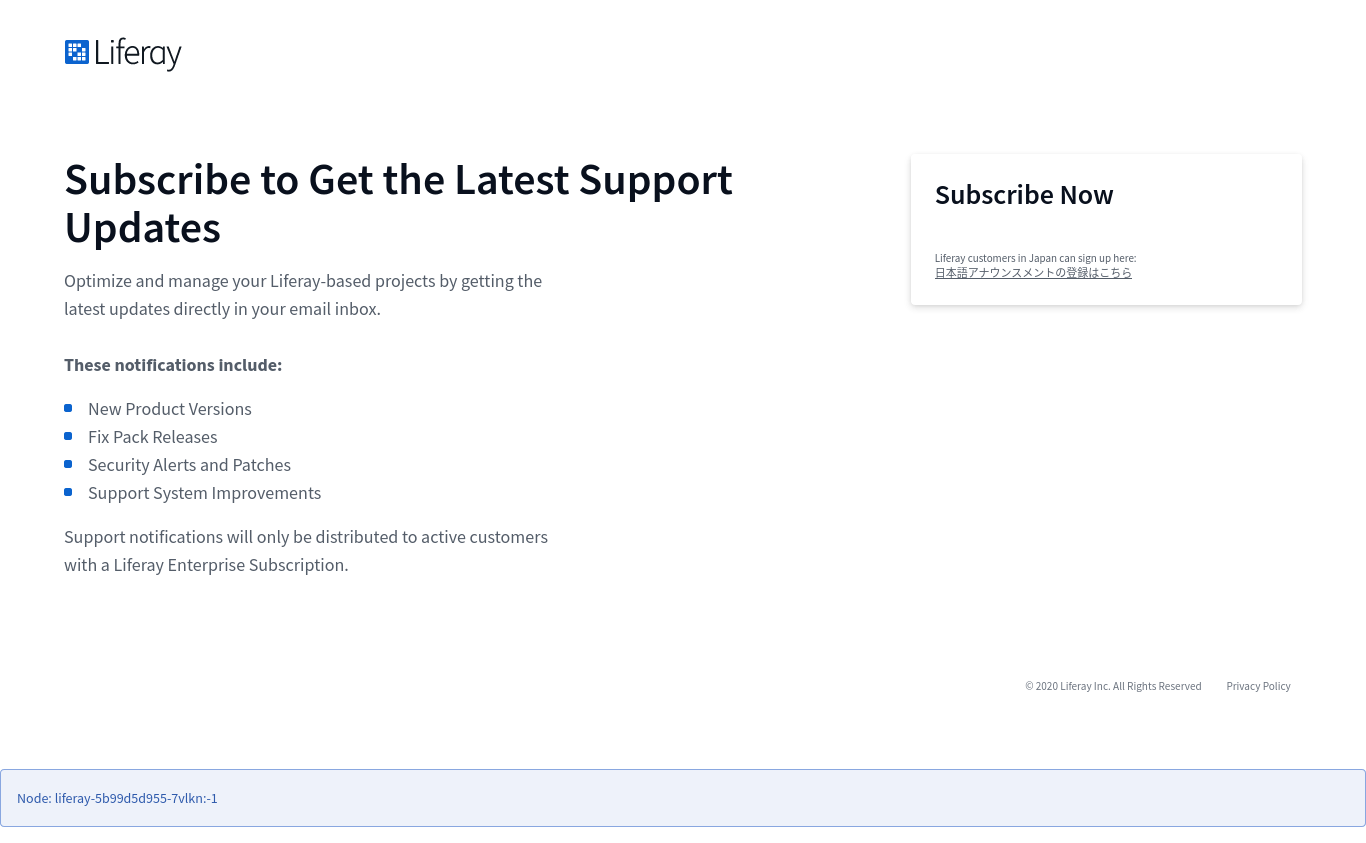 Liferay
Subscribe to Get the Latest Support
Updates
Optimize and manage your Liferay-based projects by getting the
latest updates directly in your email inbox.
These notifications include:
New Product Versions
Fix Pack Releases
Security Alerts and Patches
Support System Improvements
Support notifications will only be distributed to active customers
with a Liferay Enterprise Subscription.
Subscribe Now
Liferay customers in Japan can sign up here:
日本語アナウンスメントの登録はこちら
© 2020 Liferay Inc. All Rights Reserved
Privacy Policy
Node: liferay-5b99d5d955-7vlkn:-1